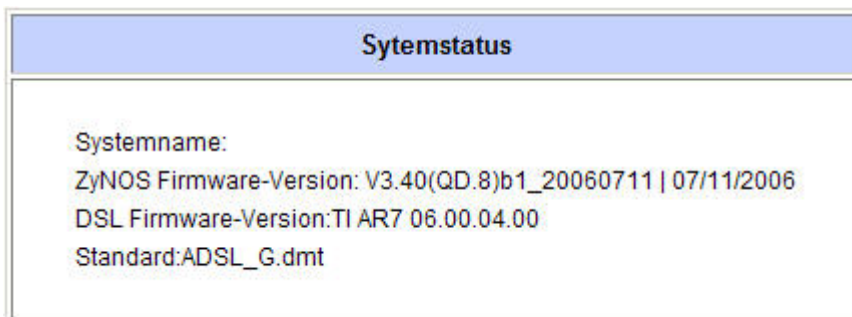 Sytemstatus
Systemname:
ZyNOS Firmware-Version: V3.40(QD.8)b1_20060711 | 07/11/2006
DSL Firmware-Version:TI AR7 06.00.04.00
Standard:ADSL_G.dmt